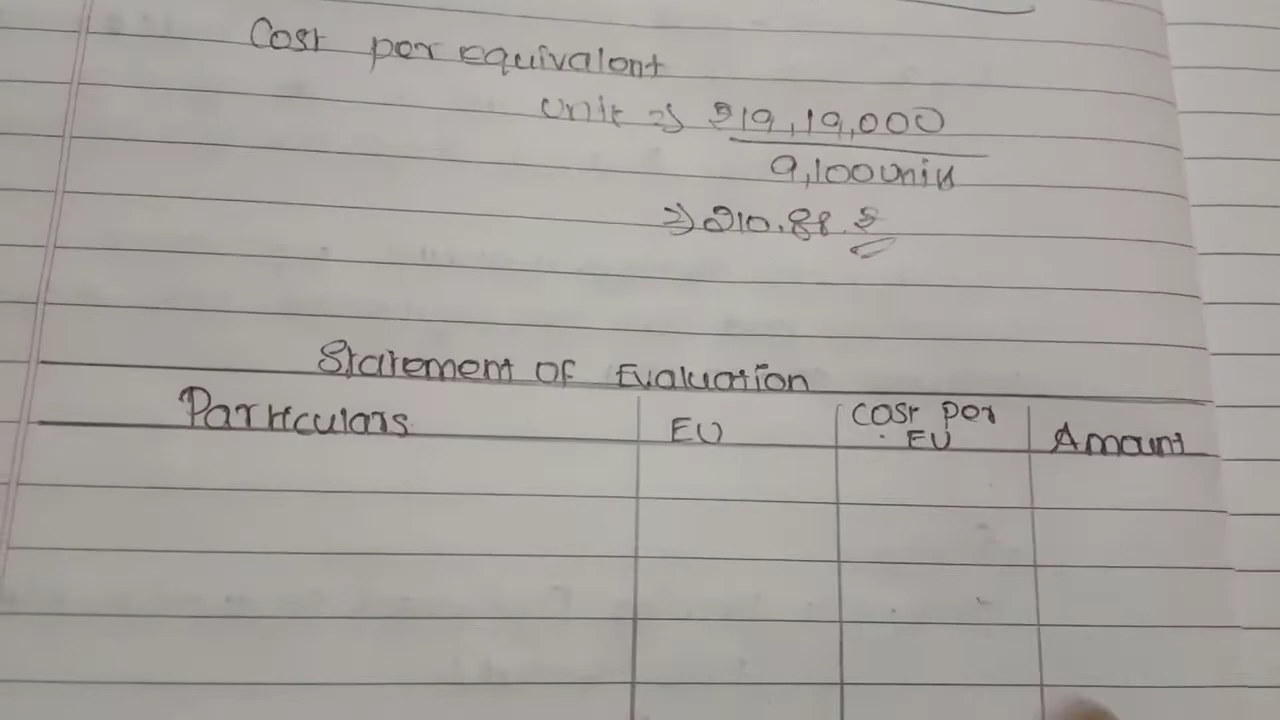 Cost per equivalent
unit ⇒ ₹19,19,000
9,100 units
⇒ 210.88 ₹
Statement of Evaluation
Particulars EU Cost per EU Amount